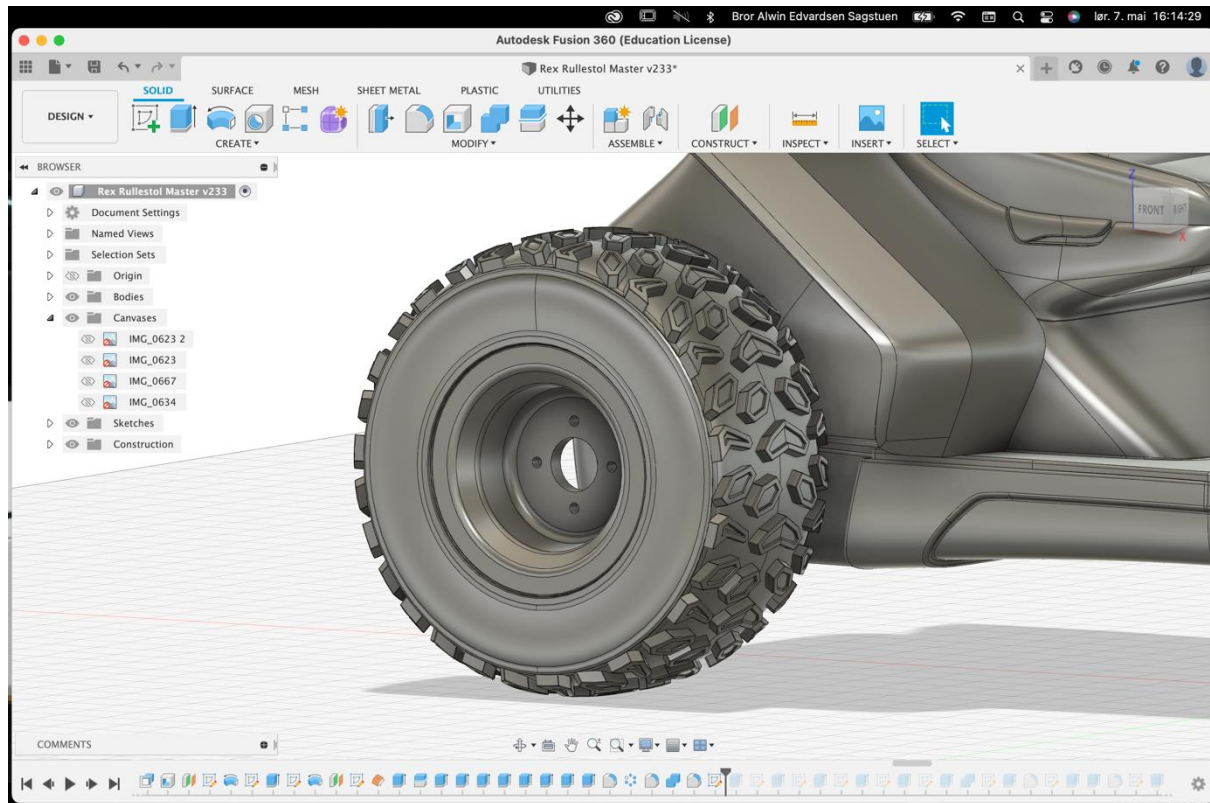 Bror Alwin Edvardsen Sagstuen lør. 7. mai 16:14:29
Autodesk Fusion 360 (Education License)
Rex Rullestol Master v233*
SOLID SURFACE MESH SHEET METAL PLASTIC UTILITIES
DESIGN
CREATE MODIFY ASSEMBLE CONSTRUCT INSPECT INSERT SELECT
BROWSER
Rex Rullestol Master v233
Document Settings
Named Views
Selection Sets
Origin
Bodies
Canvases
IMG_0623 2
IMG_0623
IMG_0667
IMG_0634
Sketches
Construction
Z
FRONT RIGHT
X
COMMENTS